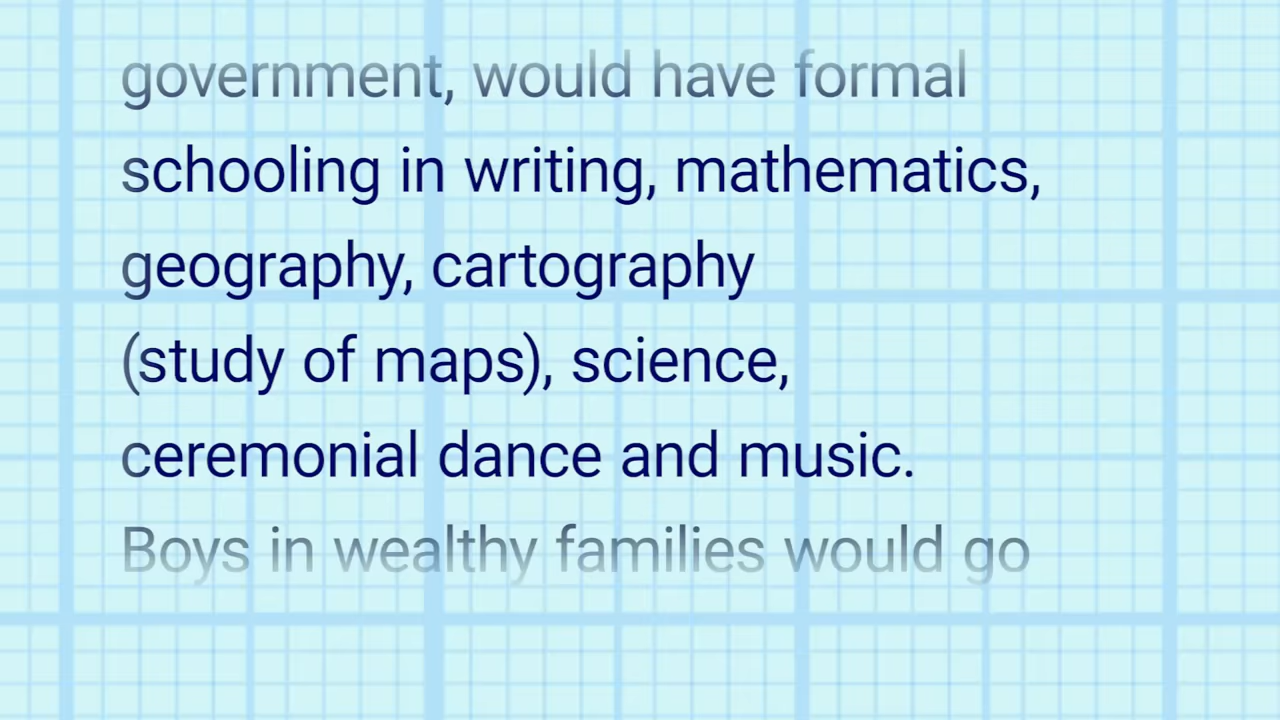 government, would have formal
schooling in writing, mathematics,
geography, cartography
(study of maps), science,
ceremonial dance and music.
Boys in wealthy families would go